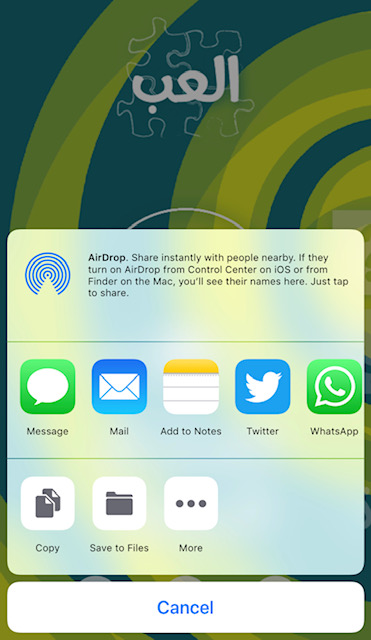 العب
AirDrop. Share instantly with people nearby. If they
turn on AirDrop from Control Center on iOS or from
Finder on the Mac, you'll see their names here. Just tap
to share.
Message
Mail
Add to Notes
Twitter
WhatsApp
Copy
Save to Files
More
Cancel